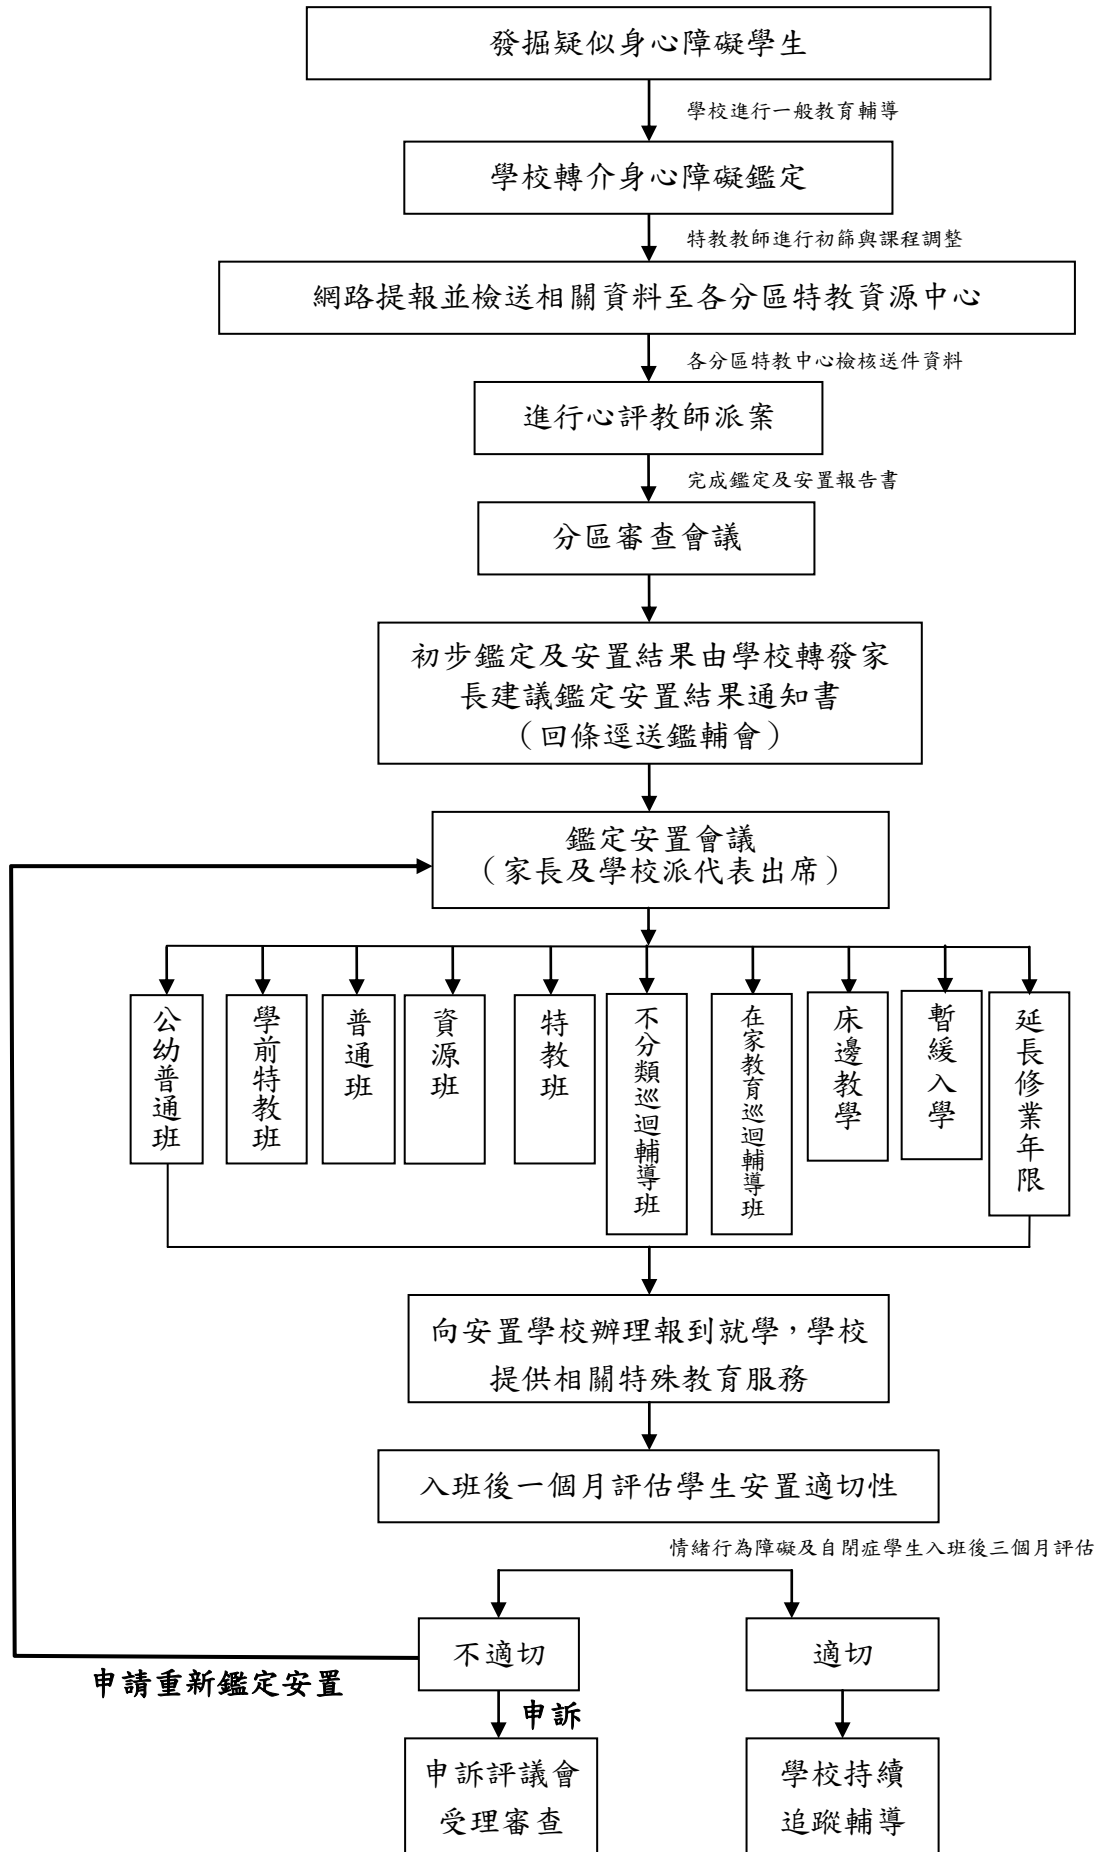 發掘疑似身心障礙學生
學校進行一般教育輔導
學校轉介身心障礙鑑定
特教教師進行初篩與課程調整
網路提報並檢送相關資料至各分區特教資源中心
各分區特教中心檢核送件資料
進行心評教師派案
完成鑑定及安置報告書
分區審查會議
初步鑑定及安置結果由學校轉發家
長建議鑑定安置結果通知書
（回條逕送鑑輔會）
鑑定安置會議
（家長及學校派代表出席）
公幼普通班
學前特教班
普通班
資源班
特教班
不分類巡迴輔導班
在家教育巡迴輔導班
床邊教學
暫緩入學
延長修業年限
向安置學校辦理報到就學，學校
提供相關特殊教育服務
入班後一個月評估學生安置適切性
情緒行為障礙及自閉症學生入班後三個月評估
不適切
適切
申請重新鑑定安置
申訴
申訴評議會
受理審查
學校持續
追蹤輔導